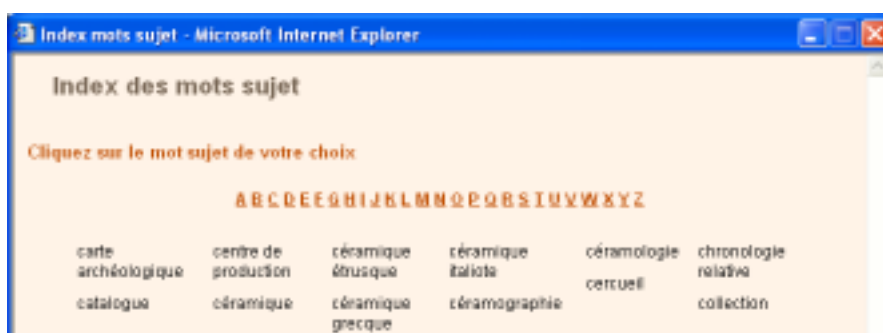 Index mots sujet - Microsoft Internet Explorer
Index des mots sujet
Cliquez sur le mot sujet de votre choix
A B C D E F G H I J K L M N O P Q R S T U V W X Y Z
carte archéologique
catalogue
centre de production
céramique
céramique étrusque
céramique grecque
céramique italiote
céramographie
céramologie
cercueil
chronologie relative
collection